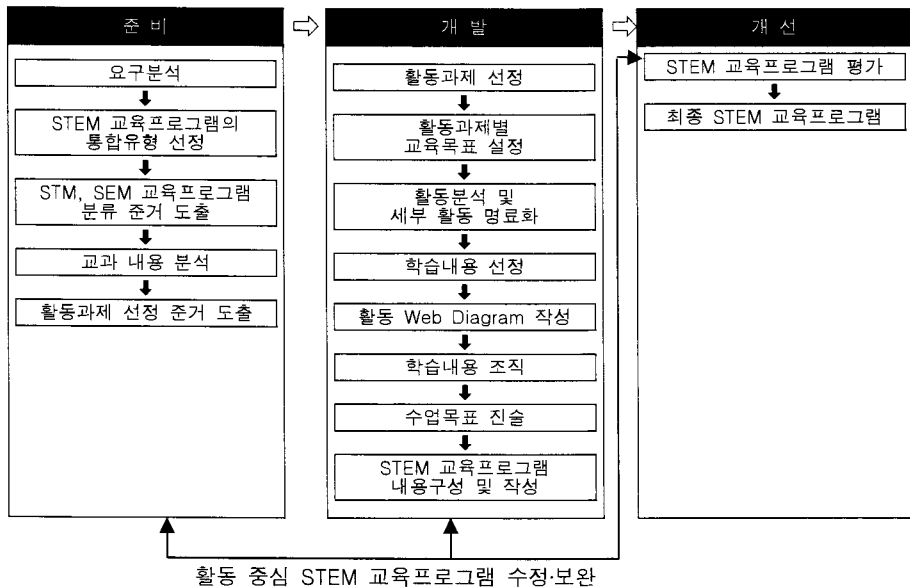 준 비
요구분석
STEM 교육프로그램의
통합유형 선정
STM, SEM 교육프로그램
분류 준거 도출
교과 내용 분석
활동과제 선정 준거 도출
개 발
활동과제 선정
활동과제별
교육목표 설정
활동분석 및
세부 활동 명료화
학습내용 선정
활동 Web Diagram 작성
학습내용 조직
수업목표 진술
STEM 교육프로그램
내용구성 및 작성
개 선
STEM 교육프로그램 평가
최종 STEM 교육프로그램
활동 중심 STEM 교육프로그램 수정·보완